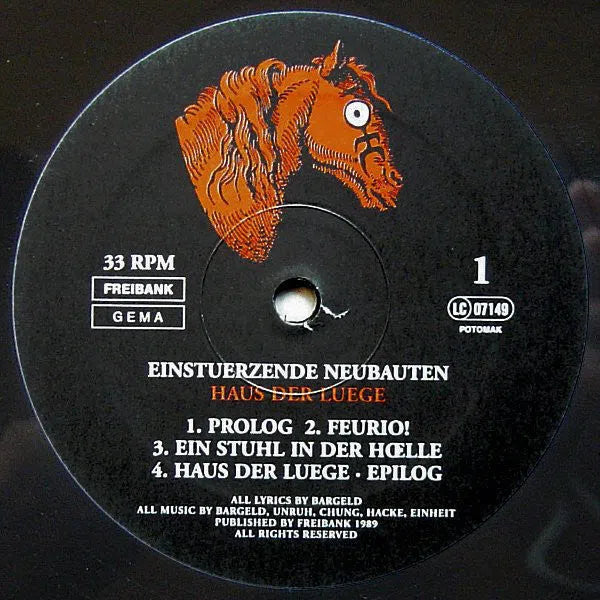 33 RPM
FREIBANK
GEMA
1
LC 07149
POTOMAK
EINSTUERZENDE NEUBAUTEN
HAUS DER LUEGE
1. PROLOG 2. FEURIO!
3. EIN STUHL IN DER HŒLLE
4. HAUS DER LUEGE · EPILOG
ALL LYRICS BY BARGELD
ALL MUSIC BY BARGELD, UNRUH, CHUNG, HACKE, EINHEIT
PUBLISHED BY FREIBANK 1989
ALL RIGHTS RESERVED